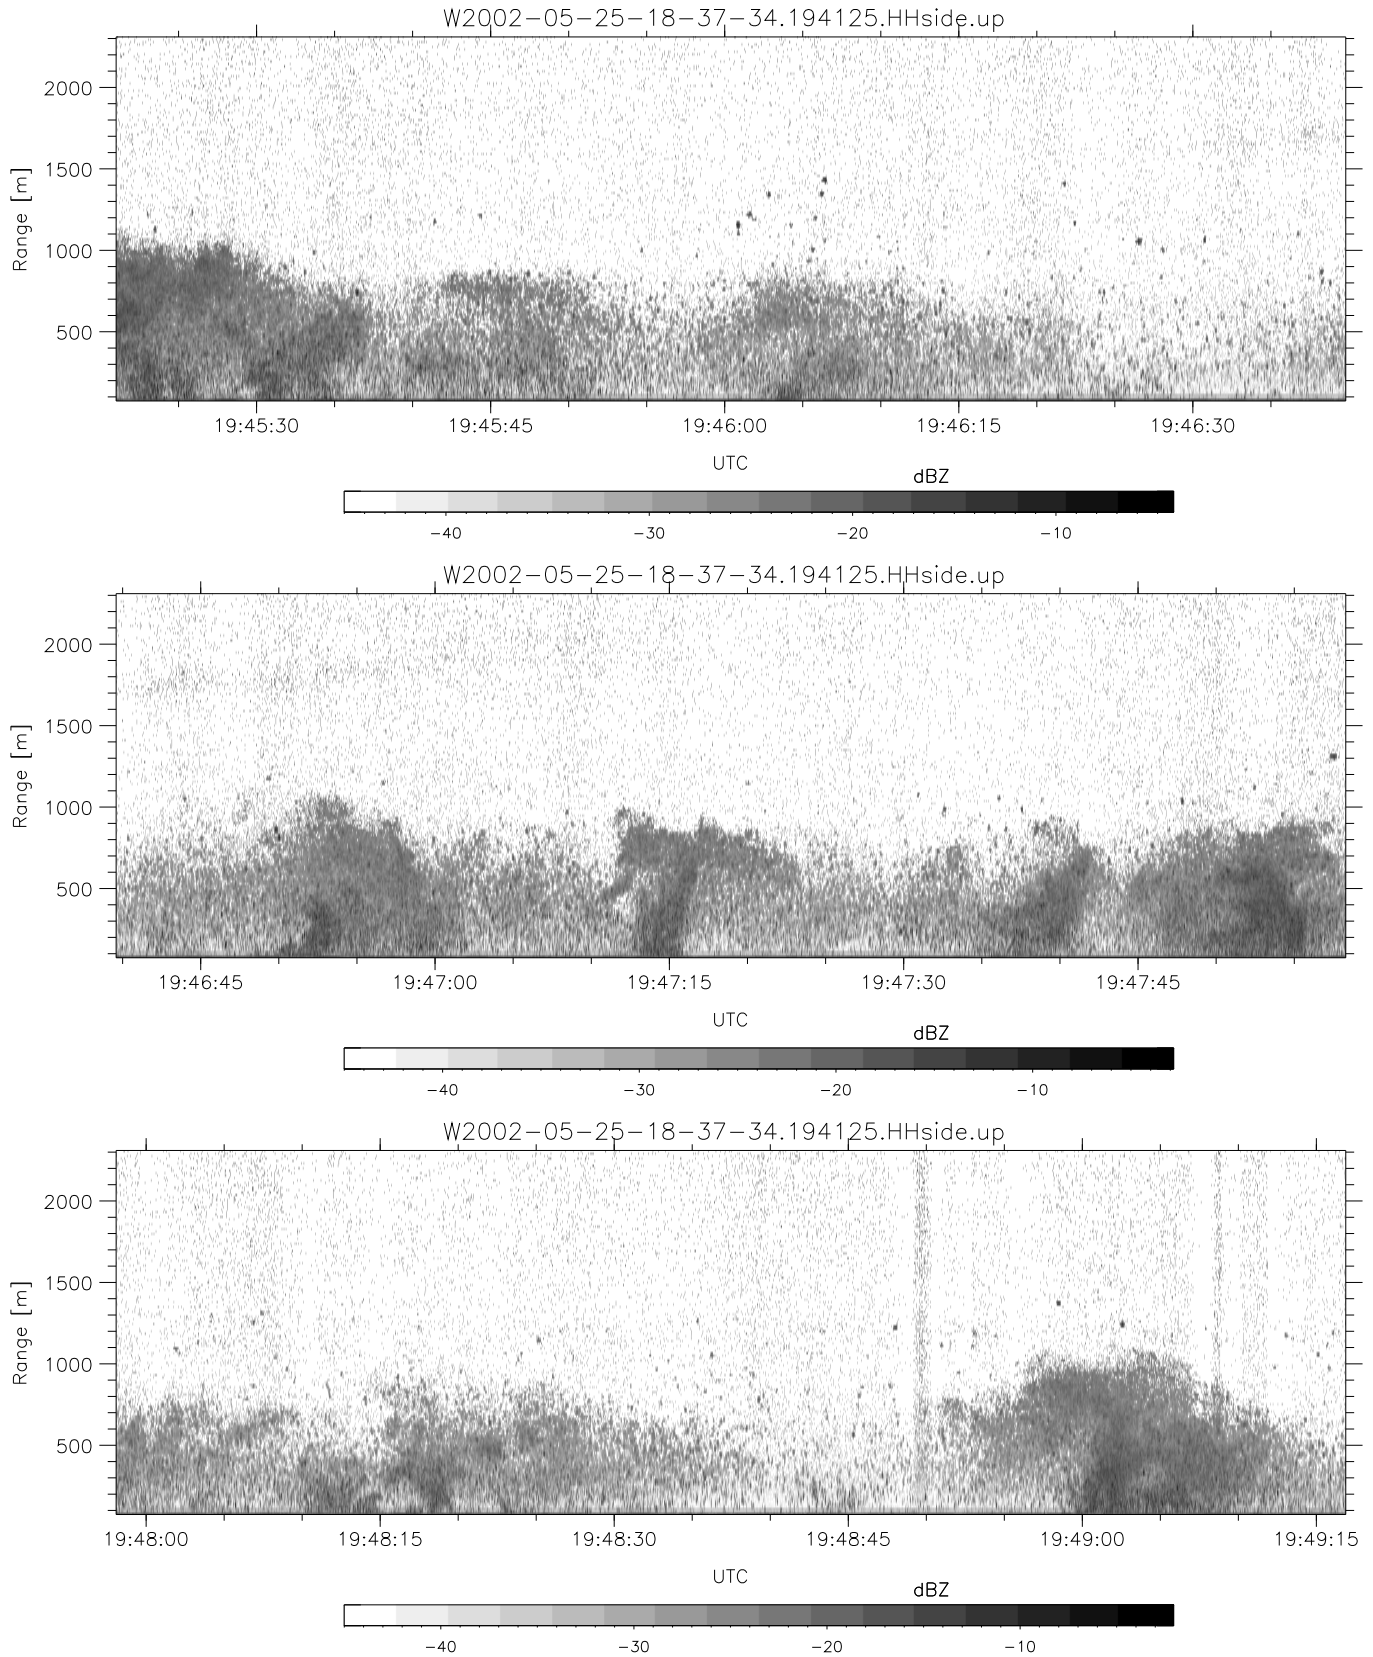 W2002-05-25-18-37-34.194125.HHside.up
2000
1500
1000
500
Range [m]
19:45:30 19:45:45 19:46:00 19:46:15 19:46:30
UTC
dBZ
-40 -30 -20 -10
W2002-05-25-18-37-34.194125.HHside.up
2000
1500
1000
500
Range [m]
19:46:45 19:47:00 19:47:15 19:47:30 19:47:45
UTC
dBZ
-40 -30 -20 -10
W2002-05-25-18-37-34.194125.HHside.up
2000
1500
1000
500
Range [m]
19:48:00 19:48:15 19:48:30 19:48:45 19:49:00 19:49:15
UTC
dBZ
-40 -30 -20 -10